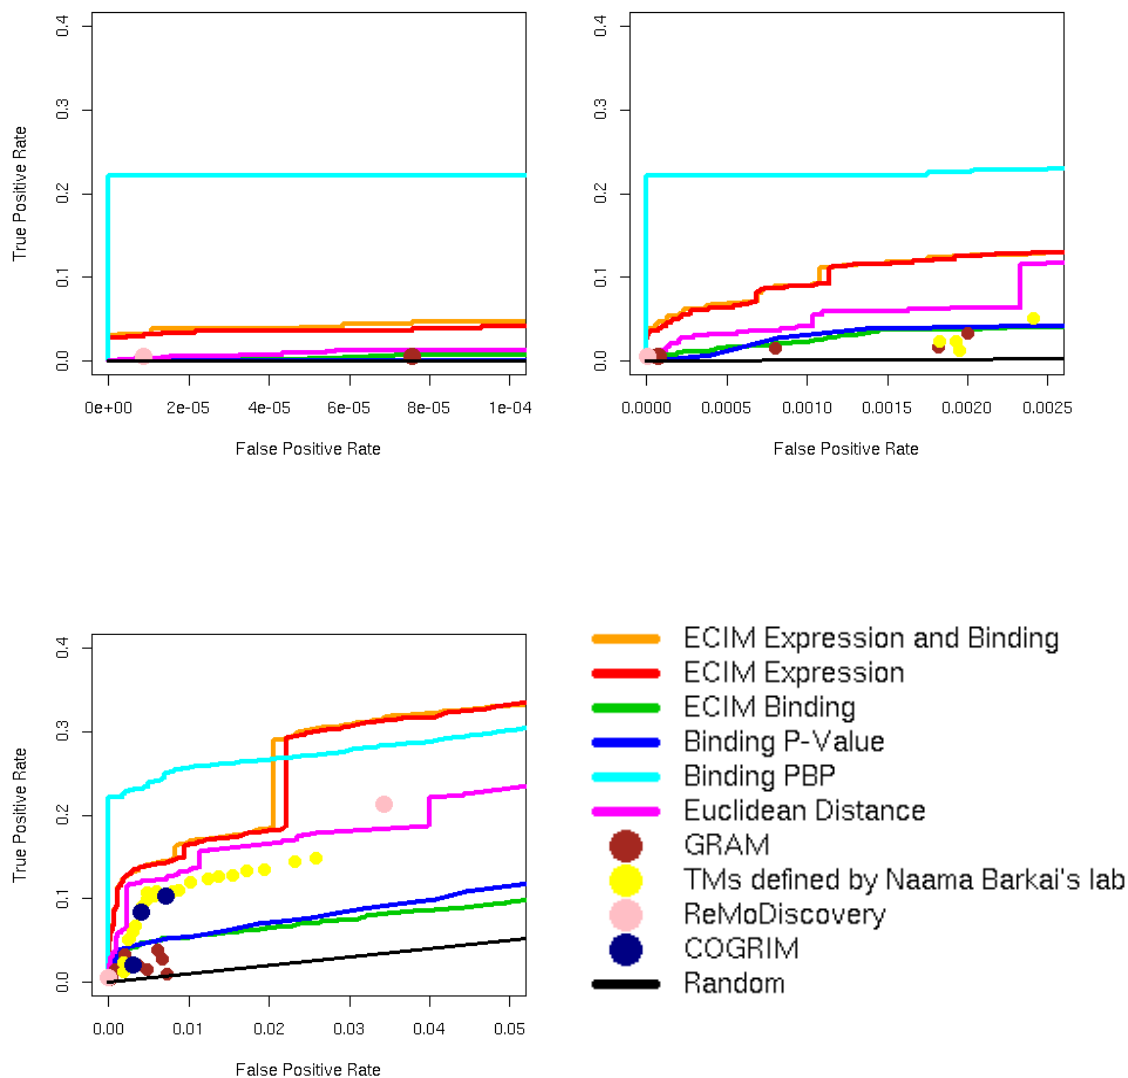 0.4
0.3
0.2
0.1
0.0
True Positive Rate
0e+00 2e-05 4e-05 6e-05 8e-05 1e-04
False Positive Rate
0.4
0.3
0.2
0.1
0.0
0.0000 0.0005 0.0010 0.0015 0.0020 0.0025
False Positive Rate
0.4
0.3
0.2
0.1
0.0
True Positive Rate
0.00 0.01 0.02 0.03 0.04 0.05
False Positive Rate
ECIM Expression and Binding
ECIM Expression
ECIM Binding
Binding P-Value
Binding PBP
Euclidean Distance
GRAM
TMs defined by Naama Barkai's lab
ReMoDiscovery
COGRIM
Random